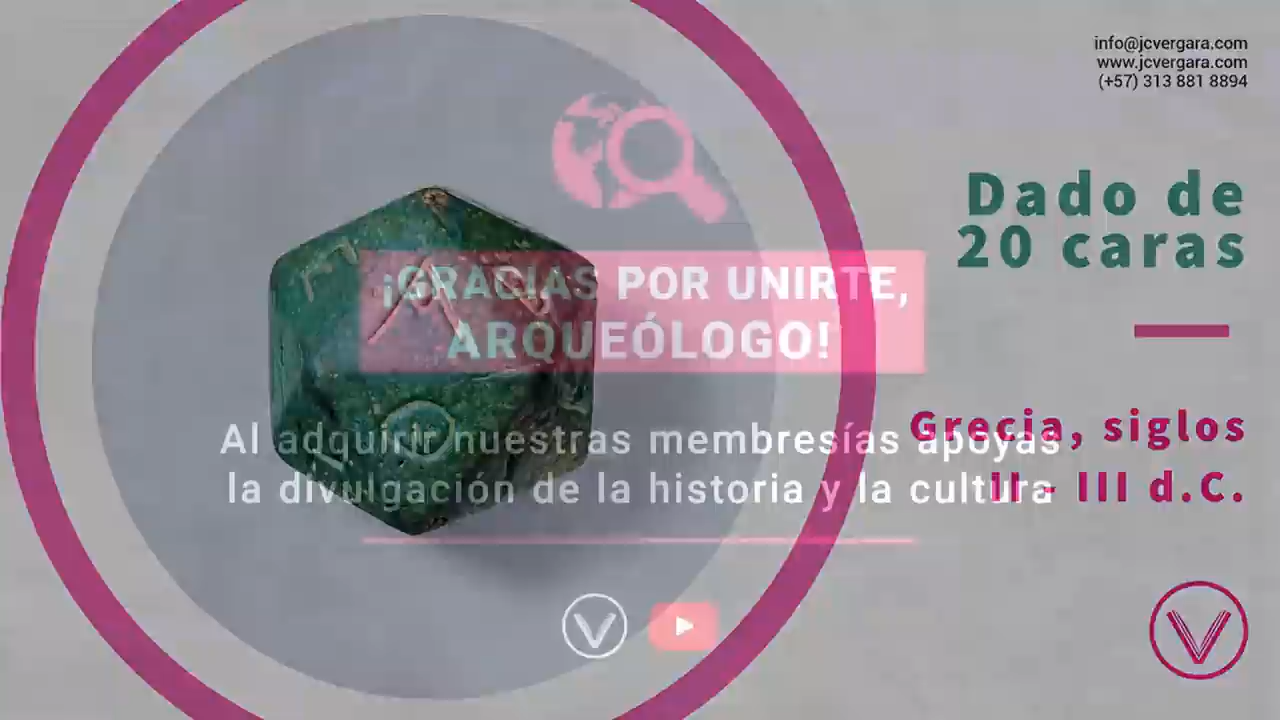 info@jcvergara.com
www.jcvergara.com
(+57) 313 881 8894
Dado de
20 caras
¡GRACIAS POR UNIRTE,
ARQUEÓLOGO!
Grecia, siglos
II - III d.C.
Al adquirir nuestras membresías apoyas
la divulgación de la historia y la cultura